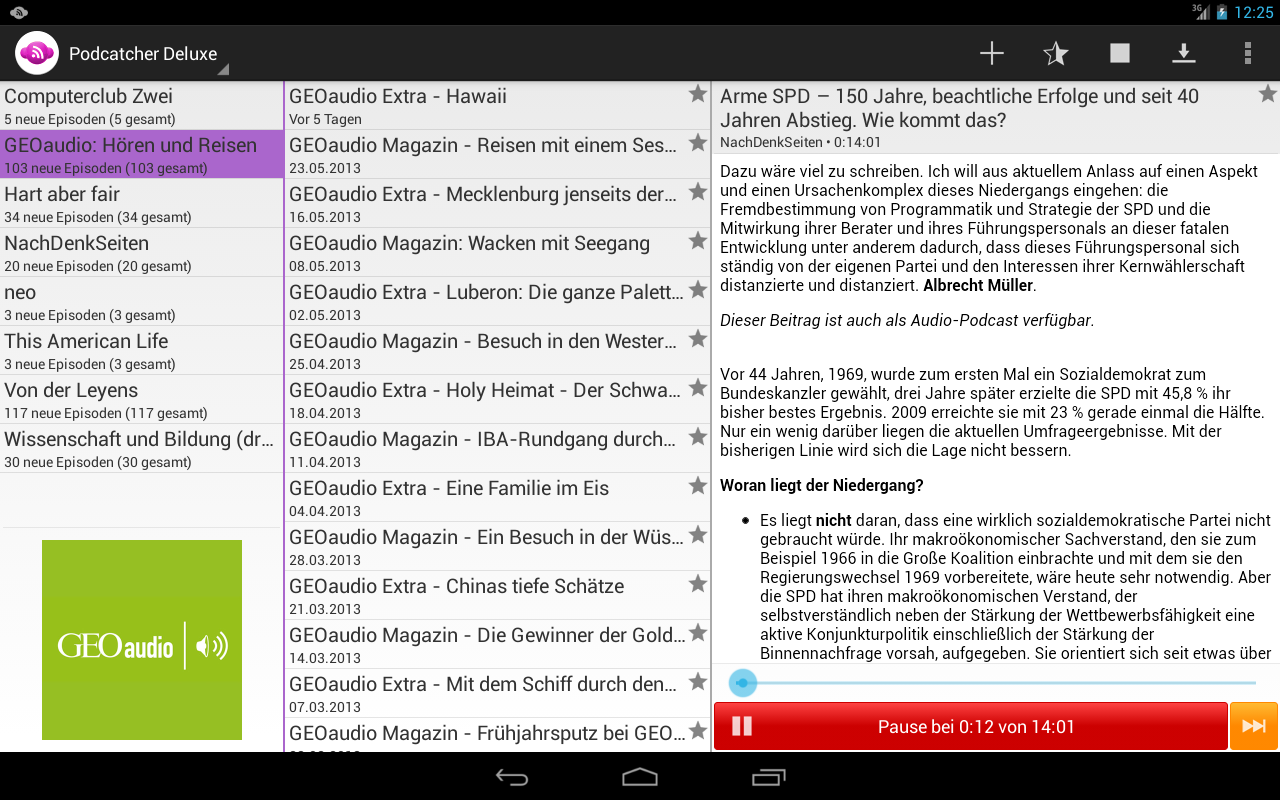 3G 12:25
Podcatcher Deluxe
Computerclub Zwei
5 neue Episoden (5 gesamt)
GEOaudio: Hören und Reisen
103 neue Episoden (103 gesamt)
Hart aber fair
34 neue Episoden (34 gesamt)
NachDenkSeiten
20 neue Episoden (20 gesamt)
neo
3 neue Episoden (3 gesamt)
This American Life
3 neue Episoden (3 gesamt)
Von der Leyens
117 neue Episoden (117 gesamt)
Wissenschaft und Bildung (dr...
30 neue Episoden (30 gesamt)
GEOaudio
GEOaudio Extra - Hawaii
Vor 5 Tagen
GEOaudio Magazin - Reisen mit einem Ses...
23.05.2013
GEOaudio Extra - Mecklenburg jenseits der...
16.05.2013
GEOaudio Magazin: Wacken mit Seegang
08.05.2013
GEOaudio Extra - Luberon: Die ganze Palett...
02.05.2013
GEOaudio Magazin - Besuch in den Wester...
25.04.2013
GEOaudio Extra - Holy Heimat - Der Schwa...
18.04.2013
GEOaudio Magazin - IBA-Rundgang durch...
11.04.2013
GEOaudio Extra - Eine Familie im Eis
04.04.2013
GEOaudio Magazin - Ein Besuch in der Wüs...
28.03.2013
GEOaudio Extra - Chinas tiefe Schätze
21.03.2013
GEOaudio Magazin - Die Gewinner der Gold...
14.03.2013
GEOaudio Extra - Mit dem Schiff durch den...
07.03.2013
GEOaudio Magazin - Frühjahrsputz bei GEO...
Arme SPD – 150 Jahre, beachtliche Erfolge und seit 40
Jahren Abstieg. Wie kommt das?
NachDenkSeiten • 0:14:01
Dazu wäre viel zu schreiben. Ich will aus aktuellem Anlass auf einen Aspekt
und einen Ursachenkomplex dieses Niedergangs eingehen: die
Fremdbestimmung von Programmatik und Strategie der SPD und die
Mitwirkung ihrer Berater und ihres Führungspersonals an dieser fatalen
Entwicklung unter anderem dadurch, dass dieses Führungspersonal sich
ständig von der eigenen Partei und den Interessen ihrer Kernwählerschaft
distanzierte und distanziert. Albrecht Müller.
Dieser Beitrag ist auch als Audio-Podcast verfügbar.
Vor 44 Jahren, 1969, wurde zum ersten Mal ein Sozialdemokrat zum
Bundeskanzler gewählt, drei Jahre später erzielte die SPD mit 45,8 % ihr
bisher bestes Ergebnis. 2009 erreichte sie mit 23 % gerade einmal die Hälfte.
Nur ein wenig darüber liegen die aktuellen Umfrageergebnisse. Mit der
bisherigen Linie wird sich die Lage nicht bessern.
Woran liegt der Niedergang?
• Es liegt nicht daran, dass eine wirklich sozialdemokratische Partei nicht
gebraucht würde. Ihr makroökonomischer Sachverstand, den sie zum
Beispiel 1966 in die Große Koalition einbrachte und mit dem sie den
Regierungswechsel 1969 vorbereitete, wäre heute sehr notwendig. Aber
die SPD hat ihren makroökonomischen Verstand, der
selbstverständlich neben der Stärkung der Wettbewerbsfähigkeit eine
aktive Konjunkturpolitik einschließlich der Stärkung der
Binnennachfrage vorsah, aufgegeben. Sie orientiert sich seit etwas über
Pause bei 0:12 von 14:01